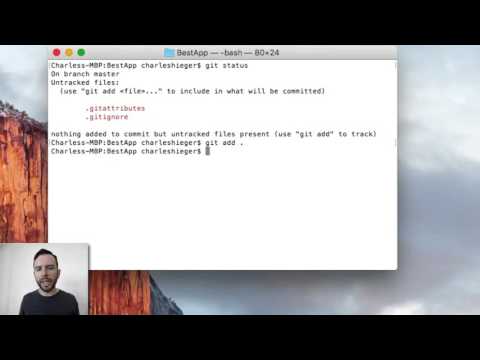 BestApp — -bash — 80×24
Charless-MBP:BestApp charleshieger$ git status
On branch master
Untracked files:
(use "git add <file>..." to include in what will be committed)
.gitattributes
.gitignore
nothing added to commit but untracked files present (use "git add" to track)
Charless-MBP:BestApp charleshieger$ git add .
Charless-MBP:BestApp charleshieger$